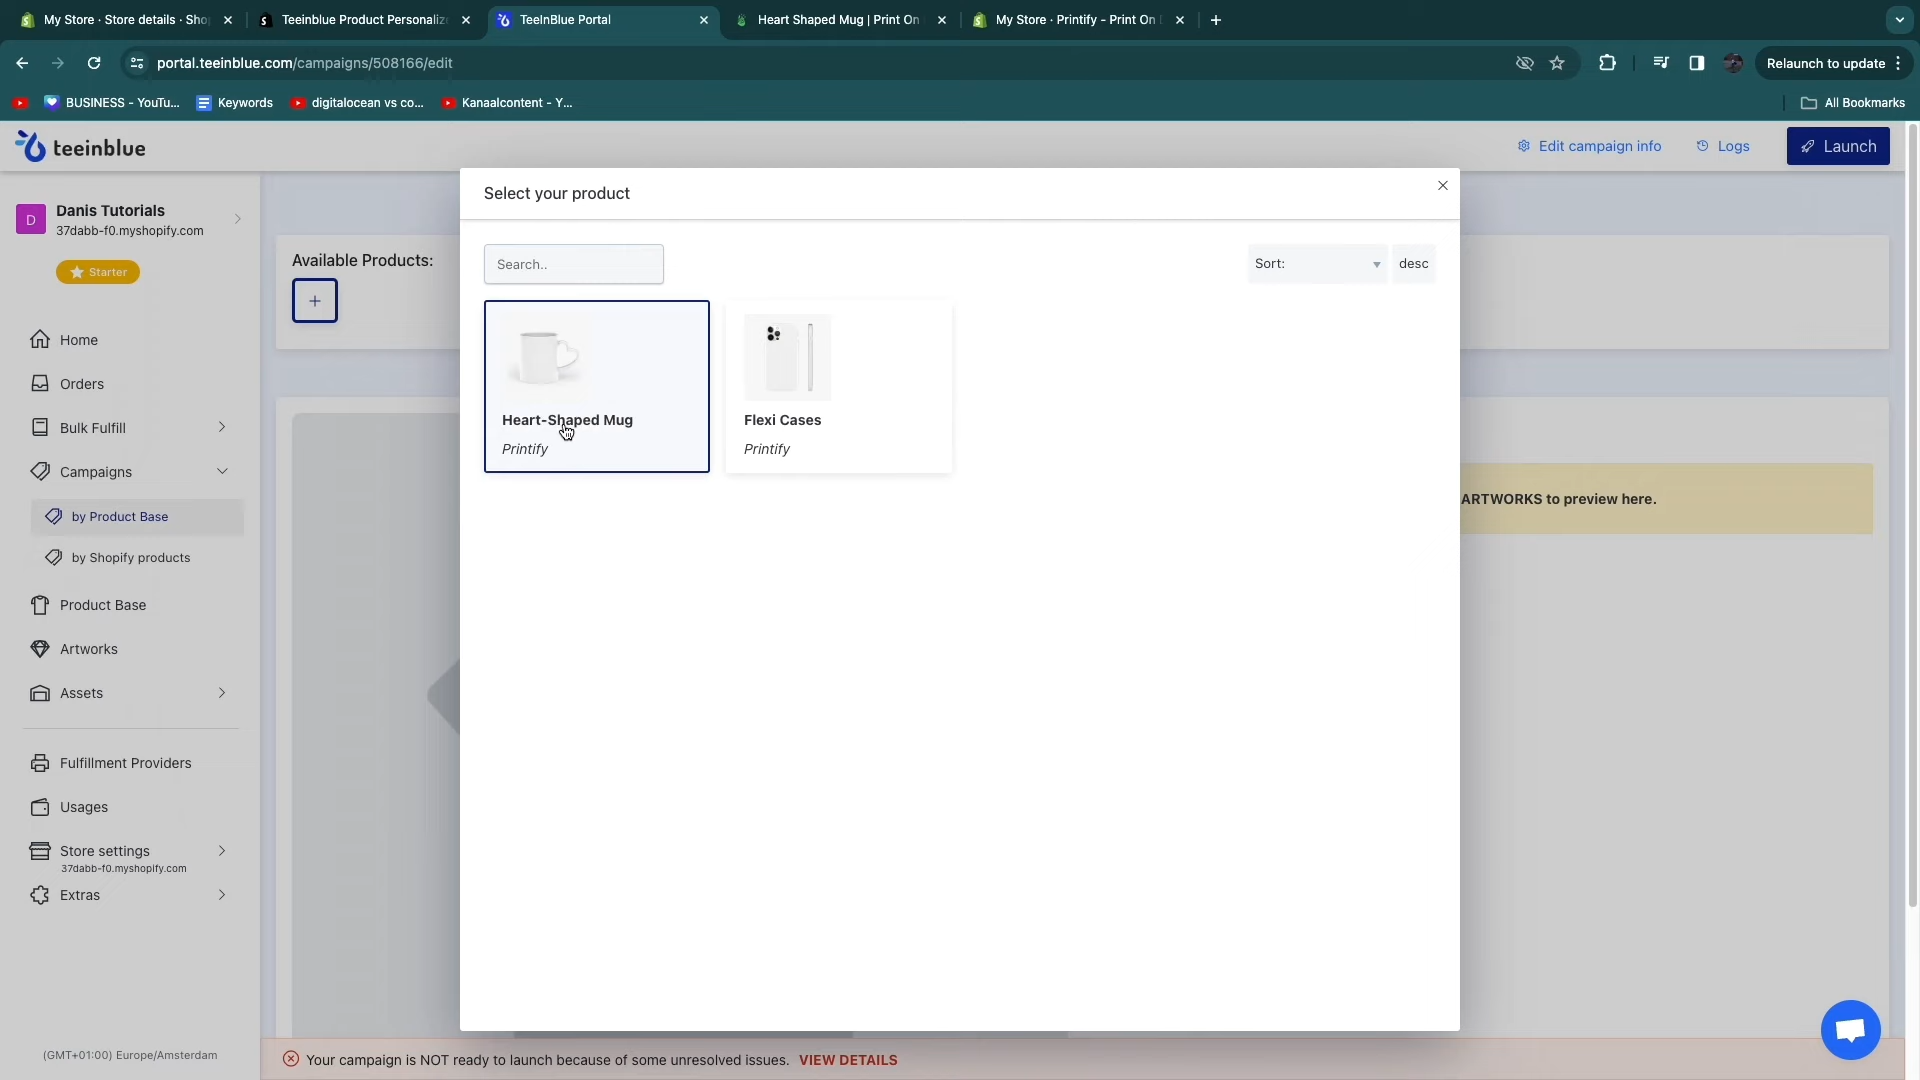 My Store · Store details · Sho
Teeinblue Product Personaliz
TeeInBlue Portal
Heart Shaped Mug | Print On
My Store · Printify - Print On
portal.teeinblue.com/campaigns/508166/edit
Relaunch to update
BUSINESS - YouTu...
Keywords
digitalocean vs co...
Kanaalcontent - Y...
All Bookmarks
teeinblue
Edit campaign info
Logs
Launch
D
Danis Tutorials
37dabb-f0.myshopify.com
Starter
Home
Orders
Bulk Fulfill
Campaigns
by Product Base
by Shopify products
Product Base
Artworks
Assets
Fulfillment Providers
Usages
Store settings
37dabb-f0.myshopify.com
Extras
(GMT+01:00) Europe/Amsterdam
Available Products:
+
Select your product
Search..
Sort:
desc
Heart-Shaped Mug
Printify
Flexi Cases
Printify
ARTWORKS to preview here.
Your campaign is NOT ready to launch because of some unresolved issues. VIEW DETAILS